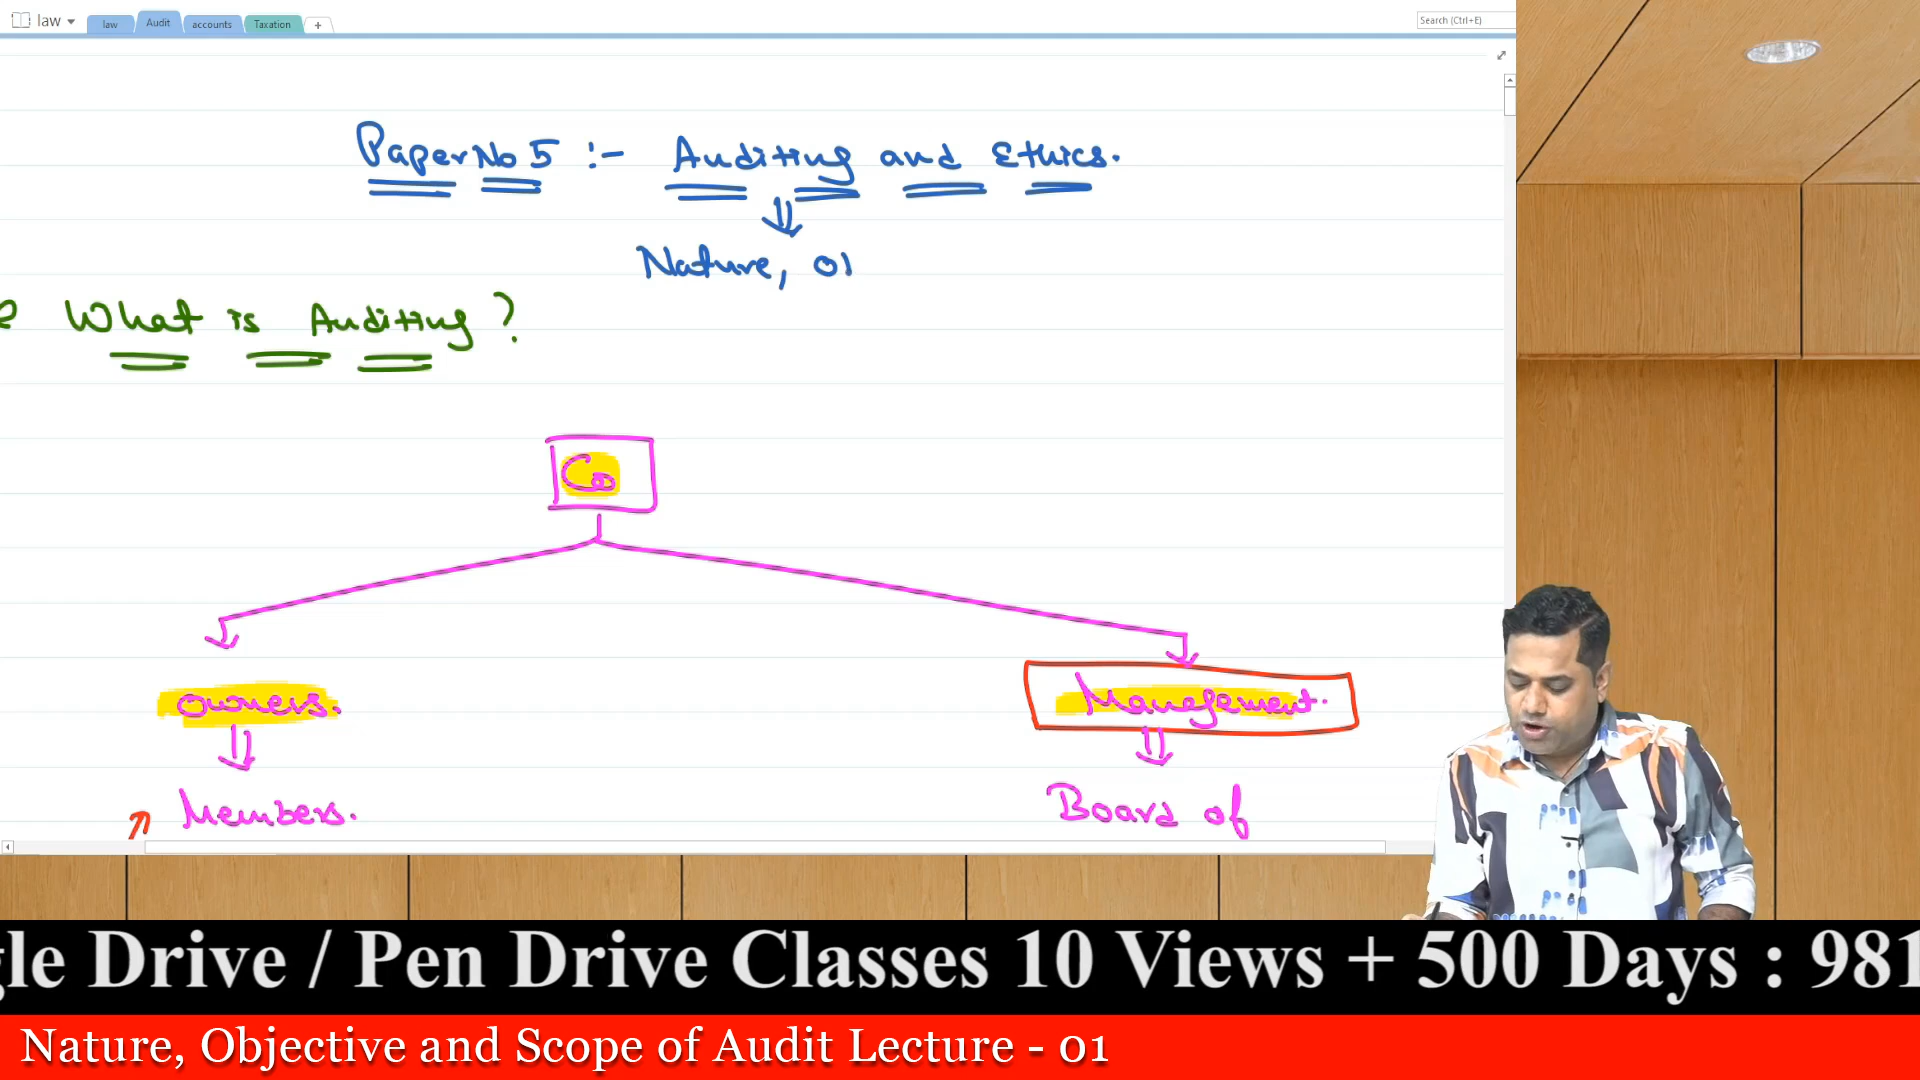 law
law Audit accounts Taxation +
Search (Ctrl+E)
Paper No 5 :- Auditing and Ethics.
Nature, 01
What is Auditing?
Co
owners.
Management.
Members.
Board of
gle Drive / Pen Drive Classes 10 Views + 500 Days : 981
Nature, Objective and Scope of Audit Lecture - 01